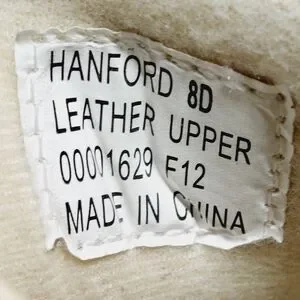 HANFORD 8D
LEATHER UPPER
00001629 F12
MADE IN CHINA